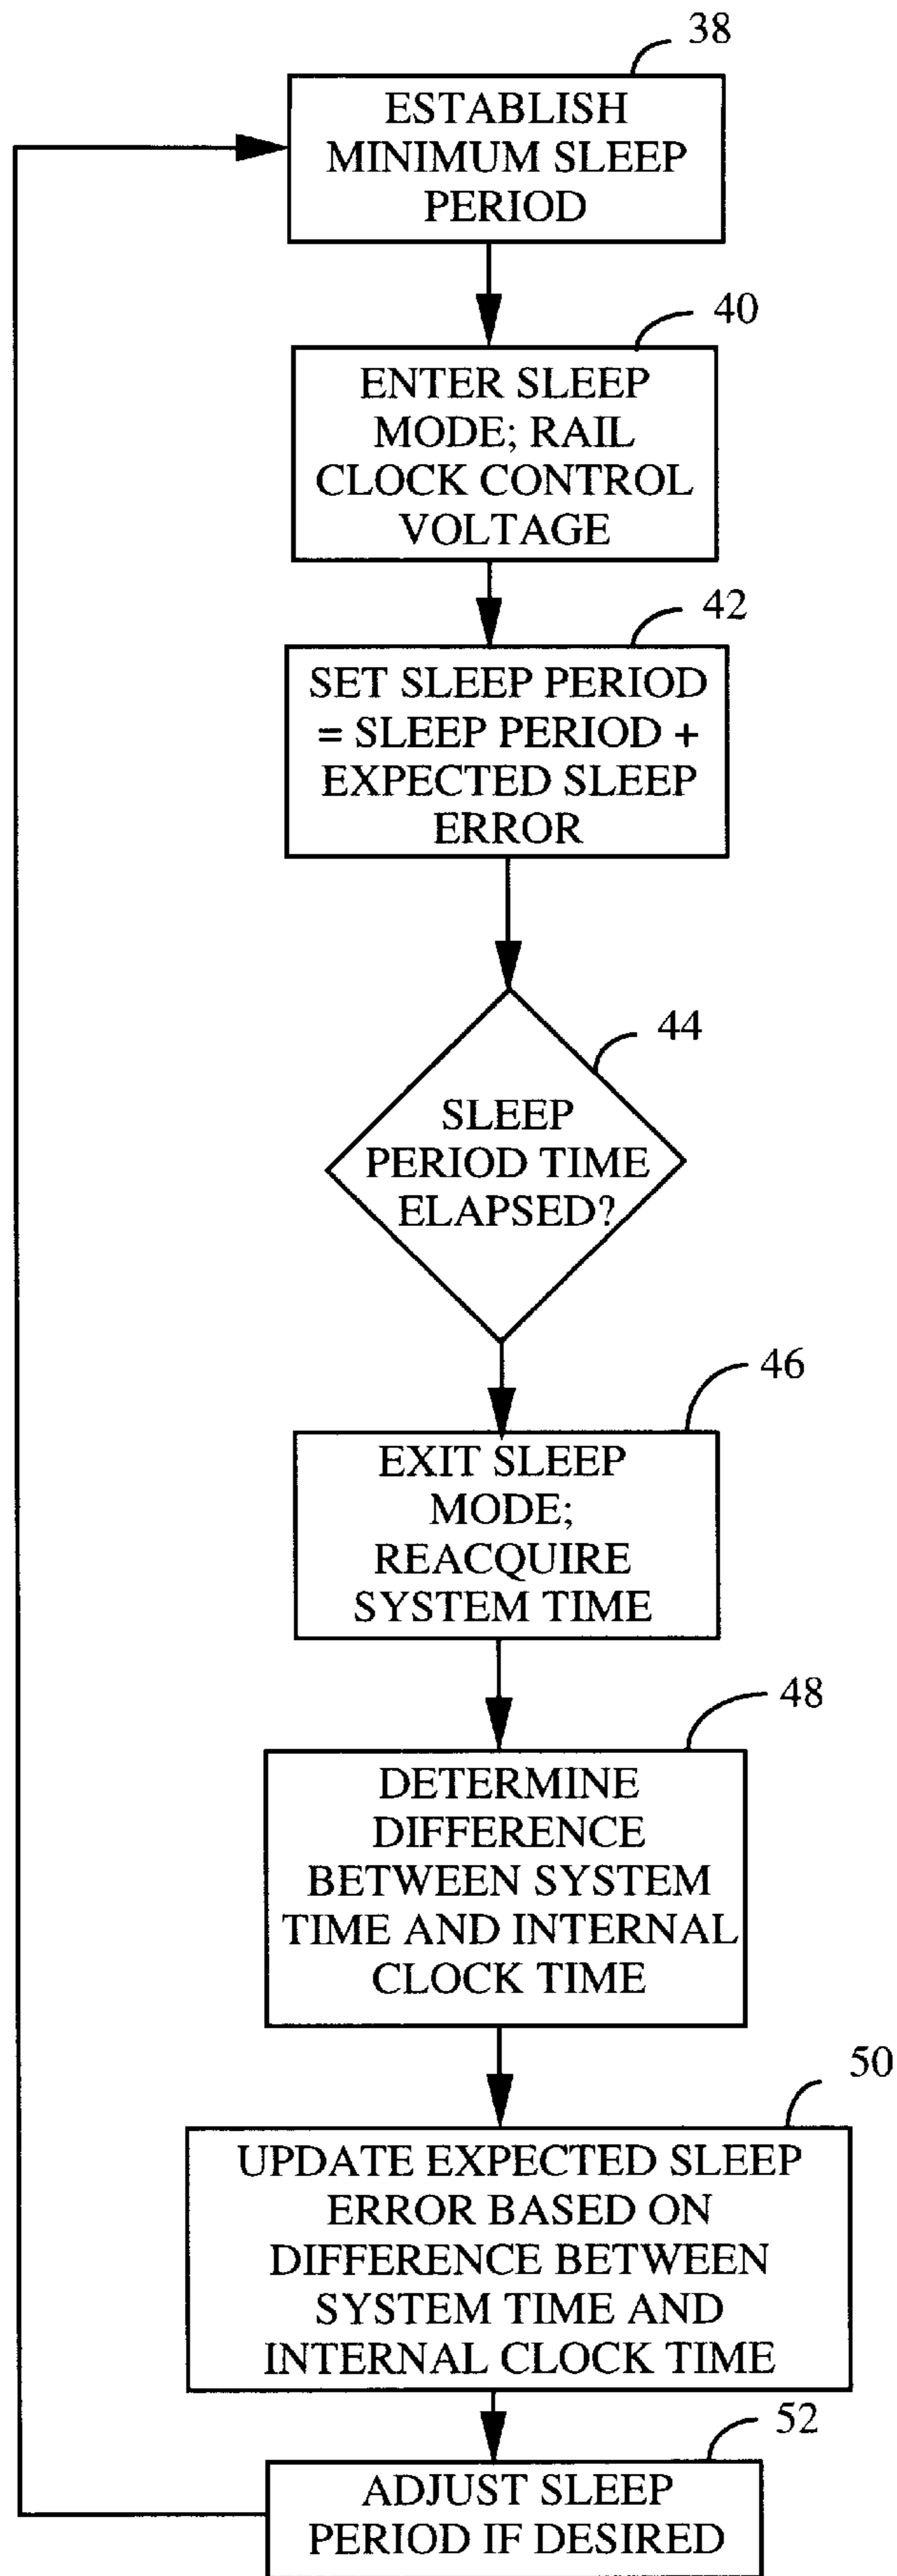 38
ESTABLISH
MINIMUM SLEEP
PERIOD
40
ENTER SLEEP
MODE; RAIL
CLOCK CONTROL
VOLTAGE
42
SET SLEEP PERIOD
= SLEEP PERIOD +
EXPECTED SLEEP
ERROR
44
SLEEP
PERIOD TIME
ELAPSED?
46
EXIT SLEEP
MODE;
REACQUIRE
SYSTEM TIME
48
DETERMINE
DIFFERENCE
BETWEEN SYSTEM
TIME AND INTERNAL
CLOCK TIME
50
UPDATE EXPECTED SLEEP
ERROR BASED ON
DIFFERENCE BETWEEN
SYSTEM TIME AND
INTERNAL CLOCK TIME
52
ADJUST SLEEP
PERIOD IF DESIRED